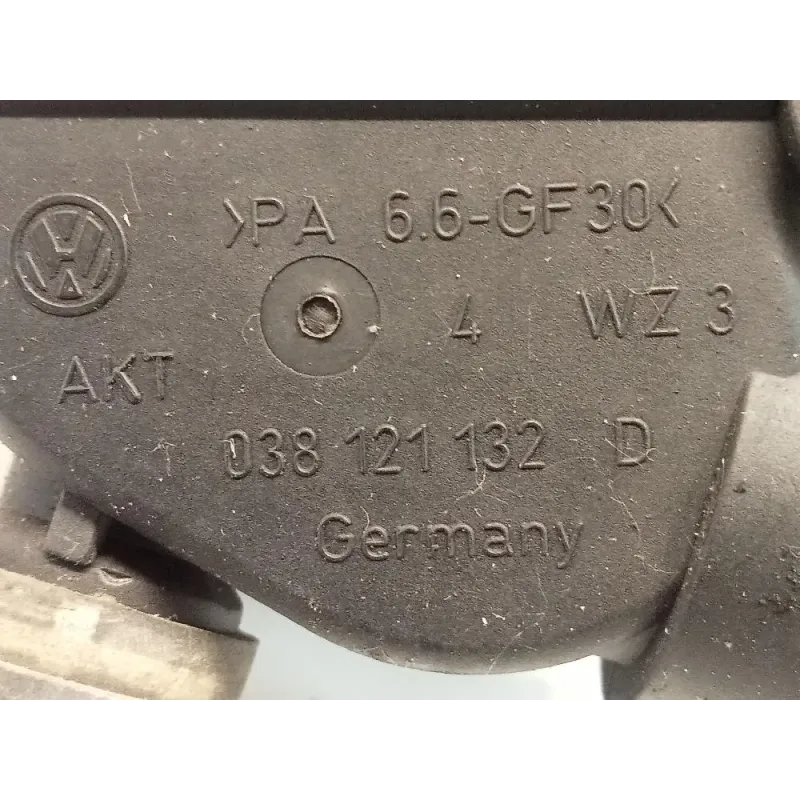 >PA 6.6-GF30<
4 WZ 3
AKT
038 121 132 D
Germany